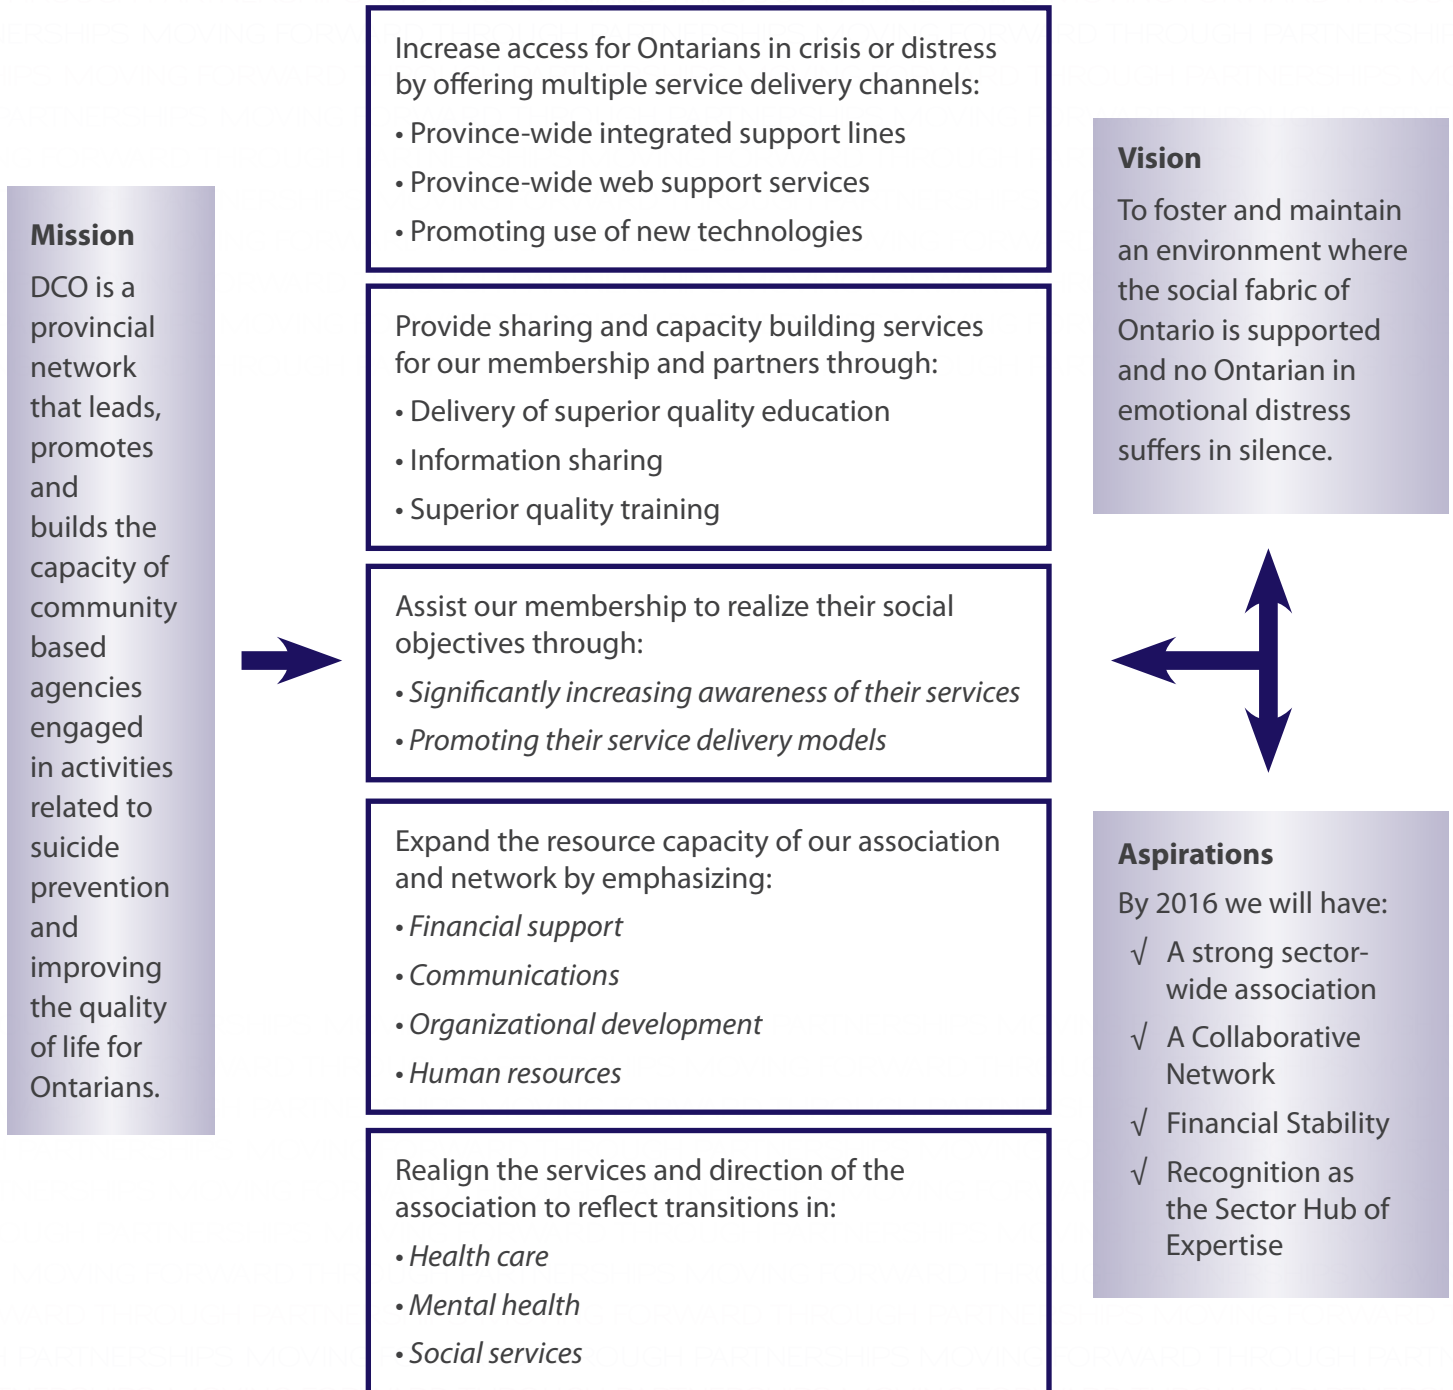 Mission
DCO is a
provincial
network
that leads,
promotes
and
builds the
capacity of
community
based
agencies
engaged
in activities
related to
suicide
prevention
and
improving
the quality
of life for
Ontarians.
Increase access for Ontarians in crisis or distress
by offering multiple service delivery channels:
• Province-wide integrated support lines
• Province-wide web support services
• Promoting use of new technologies
Provide sharing and capacity building services
for our membership and partners through:
• Delivery of superior quality education
• Information sharing
• Superior quality training
Assist our membership to realize their social
objectives through:
• Significantly increasing awareness of their services
• Promoting their service delivery models
Expand the resource capacity of our association
and network by emphasizing:
• Financial support
• Communications
• Organizational development
• Human resources
Realign the services and direction of the
association to reflect transitions in:
• Health care
• Mental health
• Social services
Vision
To foster and maintain
an environment where
the social fabric of
Ontario is supported
and no Ontarian in
emotional distress
suffers in silence.
Aspirations
By 2016 we will have:
√ A strong sector-
wide association
√ A Collaborative
Network
√ Financial Stability
√ Recognition as
the Sector Hub of
Expertise